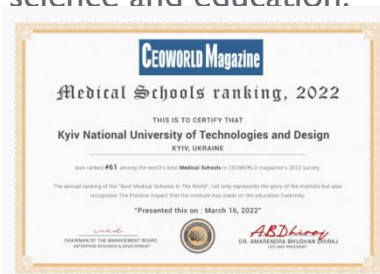 science and education.
CEOWORLD Magazine
Medical Schools ranking, 2022
THIS IS TO CERTIFY THAT
Kyiv National University of Technologies and Design
KYIV, UKRAINE
was ranked #61 among the world's best Medical Schools in CEOWORLD magazine's 2022 survey.
The annual ranking of the "Best Medical Schools in The World", not only represents the glory of the institute but also
recognizes The Positive Impact that the institute has made on the education fraternity.
"Presented this on : March 16, 2022"
A.B.Dhiraj
CHAIRMAN OF THE MANAGEMENT BOARD
ENTERPRISE RESEARCH & DEVELOPMENT
DR. AMARENDRA BHUSHAN DHIRAJ
CEO AND PRESIDENT